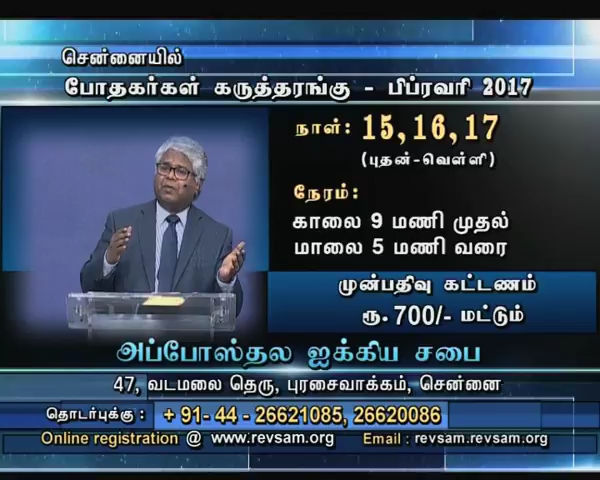 சென்னையில்
போதகர்கள் கருத்தரங்கு - பிப்ரவரி 2017
நாள்: 15, 16, 17
(புதன்-வெள்ளி)
நேரம்:
காலை 9 மணி முதல்
மாலை 5 மணி வரை
முன்பதிவு கட்டணம்
ரூ. 700/- மட்டும்
அப்போஸ்தல ஐக்கிய சபை
47, வடமலை தெரு, புரசைவாக்கம், சென்னை
தொடர்புக்கு : + 91- 44 - 26621085, 26620086
Online registration @ www.revsam.org Email : revsam.revsam.org